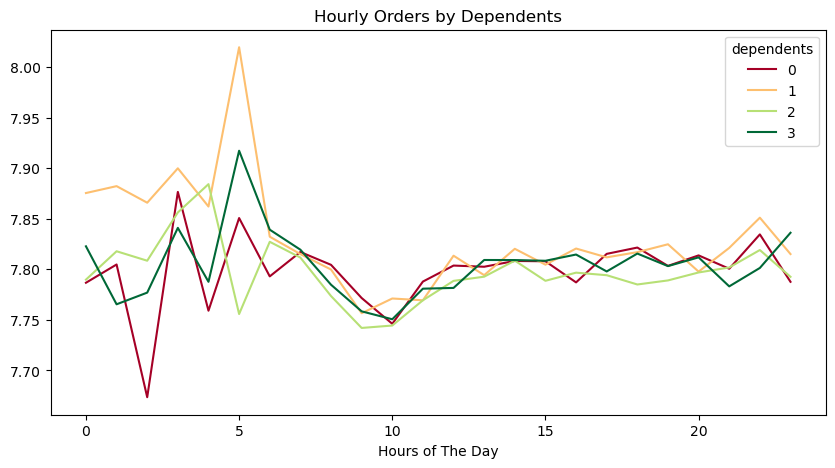 Hourly Orders by Dependents
dependents
0
1
2
3
8.00
7.95
7.90
7.85
7.80
7.75
7.70
0 5 10 15 20
Hours of The Day